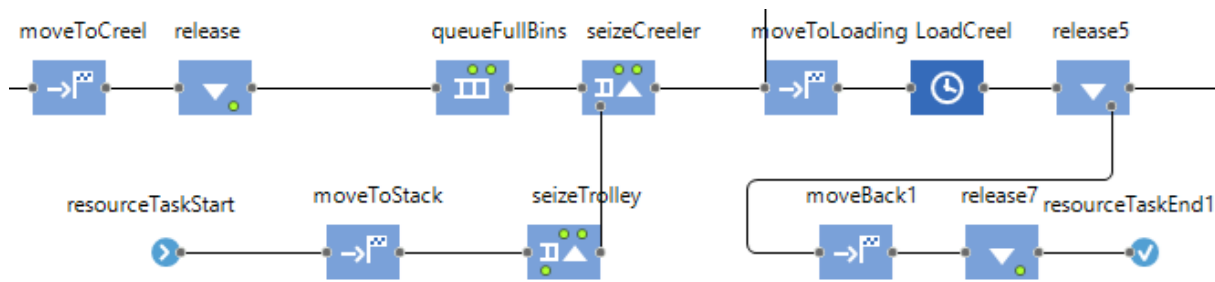 moveToCreel
release
queueFullBins
seizeCreeler
moveToLoading
LoadCreel
release5
resourceTaskStart
moveToStack
seizeTrolley
moveBack1
release7
resourceTaskEnd1